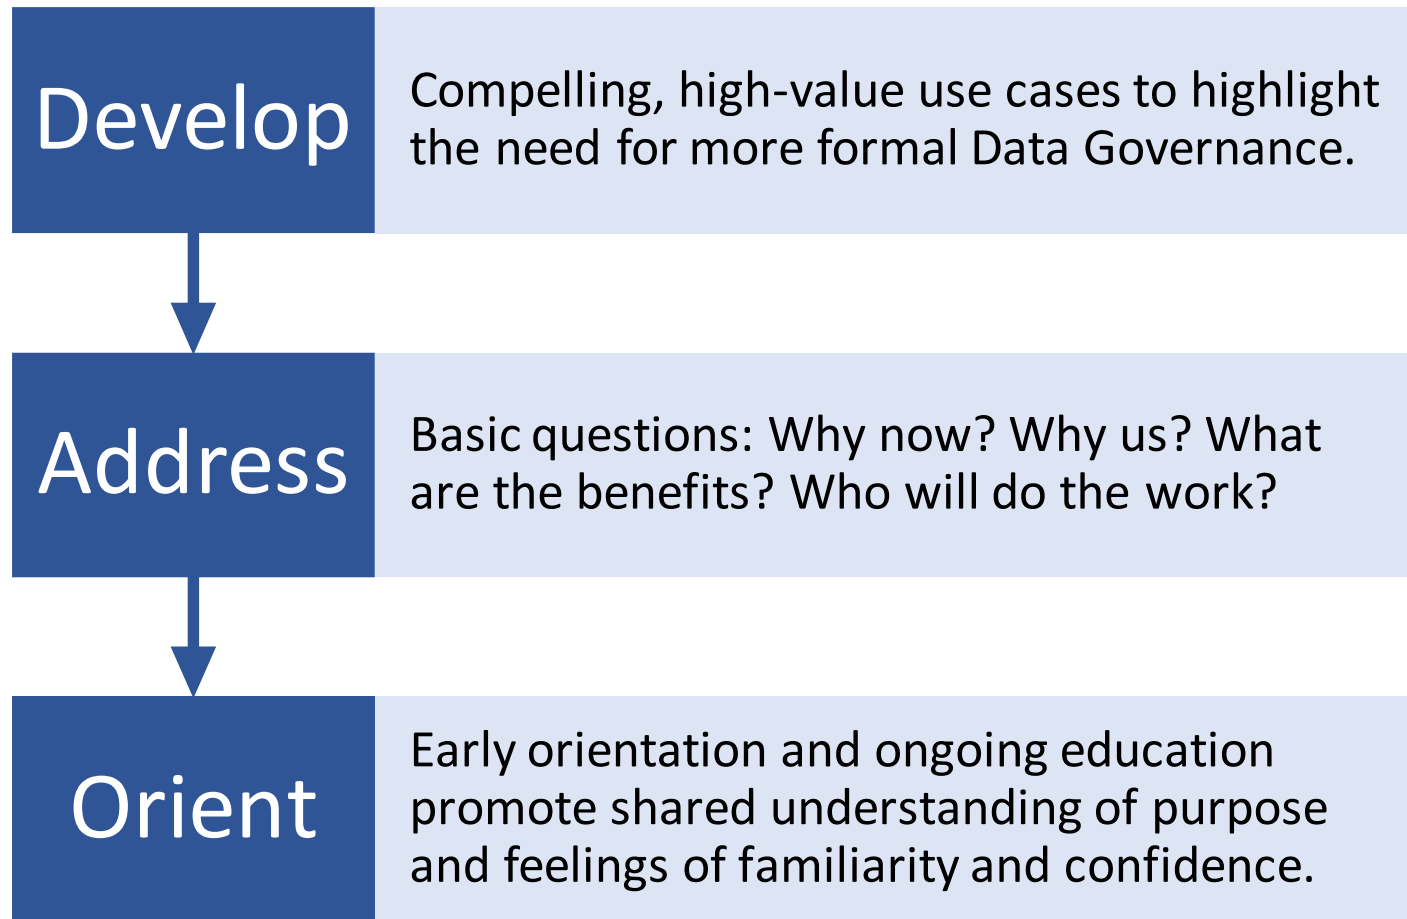 Develop
Compelling, high-value use cases to highlight
the need for more formal Data Governance.
Address
Basic questions: Why now? Why us? What
are the benefits? Who will do the work?
Orient
Early orientation and ongoing education
promote shared understanding of purpose
and feelings of familiarity and confidence.